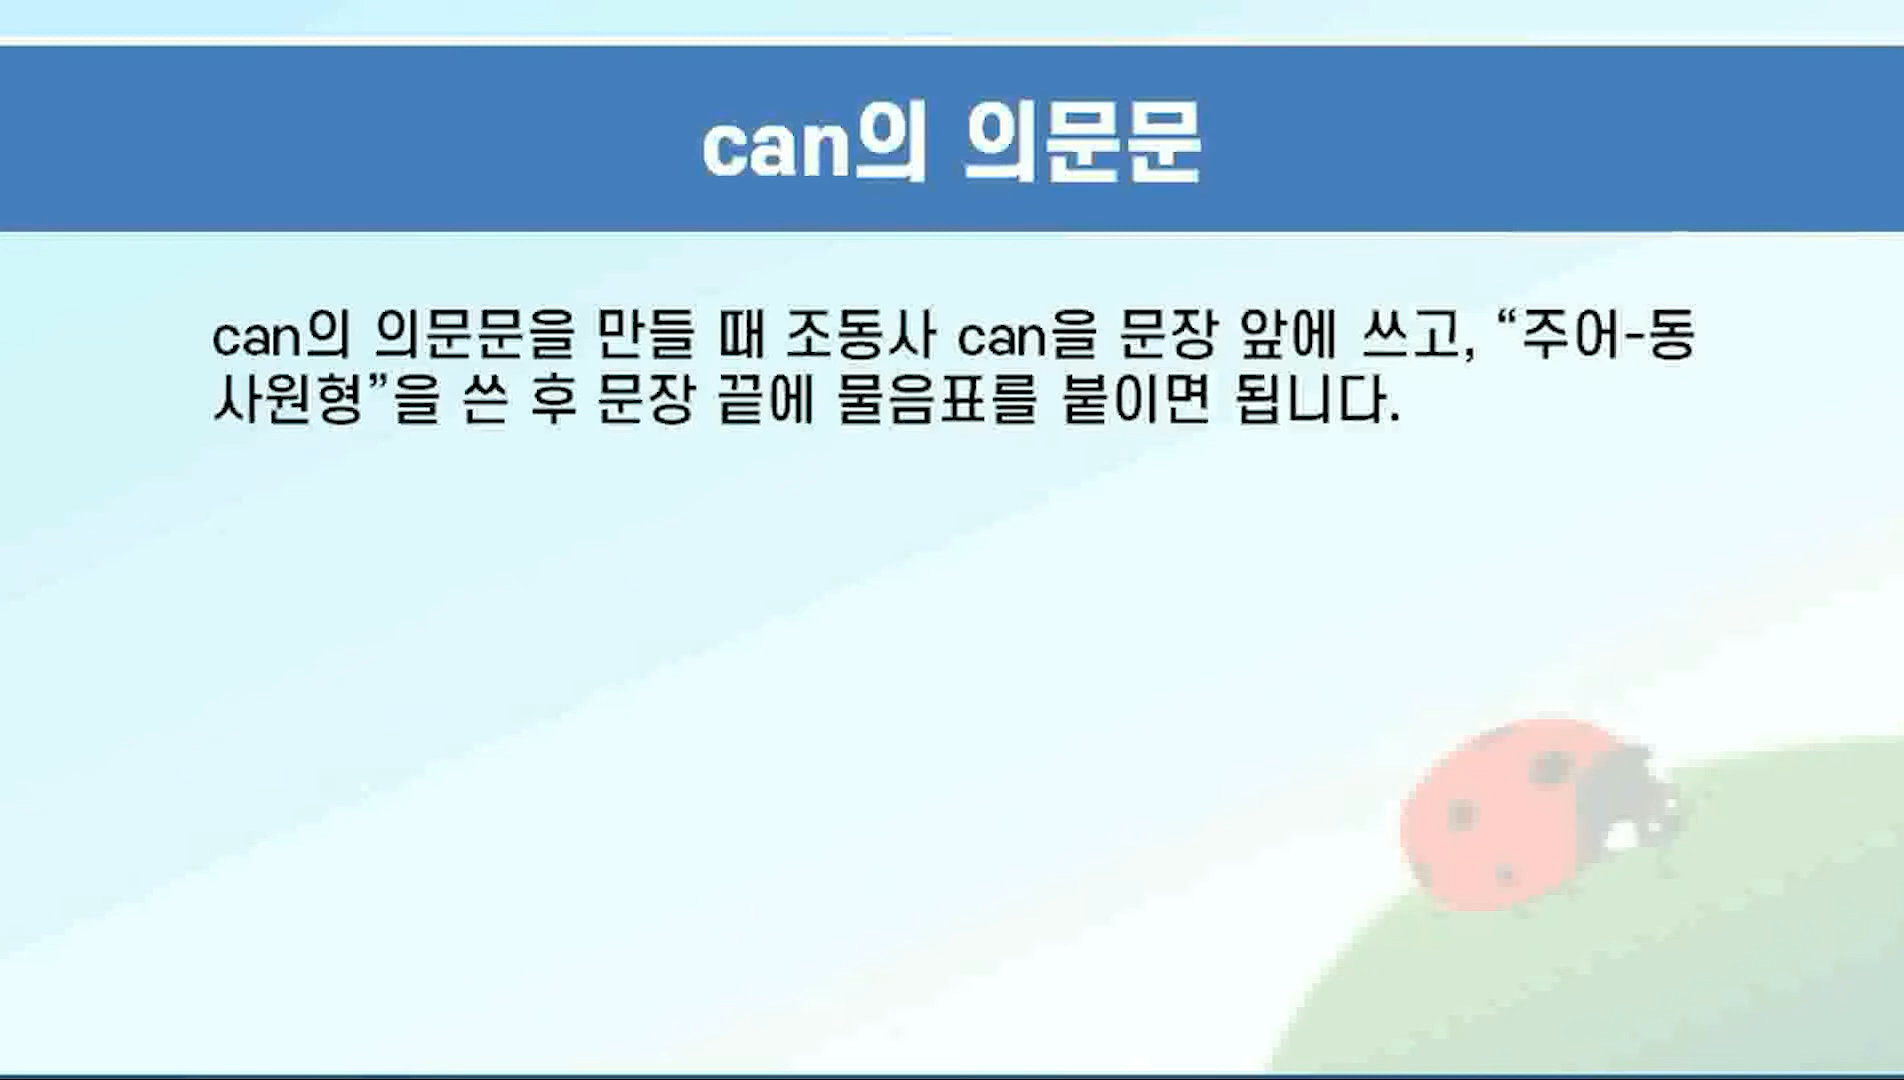 can의 의문문
can의 의문문을 만들 때 조동사 can을 문장 앞에 쓰고, “주어-동
사원형”을 쓴 후 문장 끝에 물음표를 붙이면 됩니다.